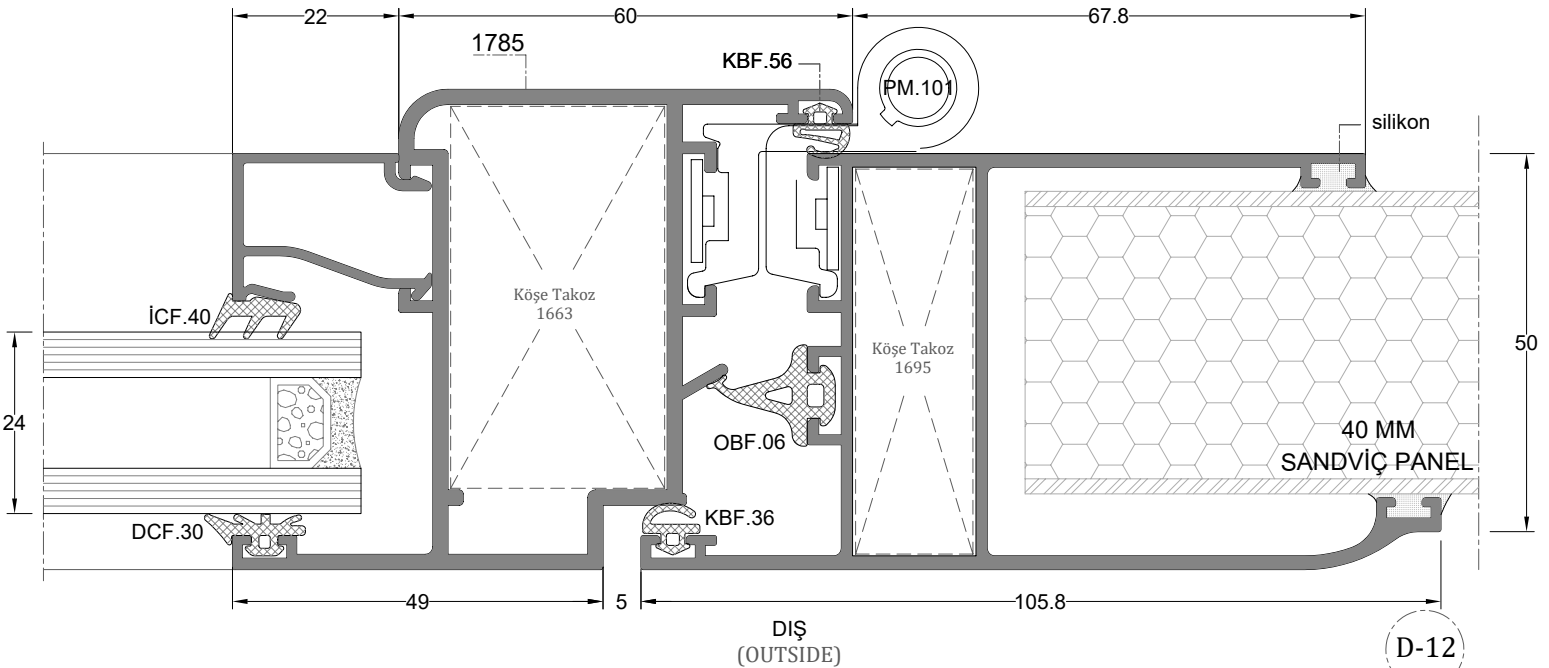 22
60
67.8
1785
KBF.56
PM.101
silikon
Köşe Takoz
1663
İCF.40
Köşe Takoz
1695
50
24
OBF.06
40 MM
SANDVİÇ PANEL
DCF.30
KBF.36
49
5
105.8
DIŞ
(OUTSIDE)
D-12